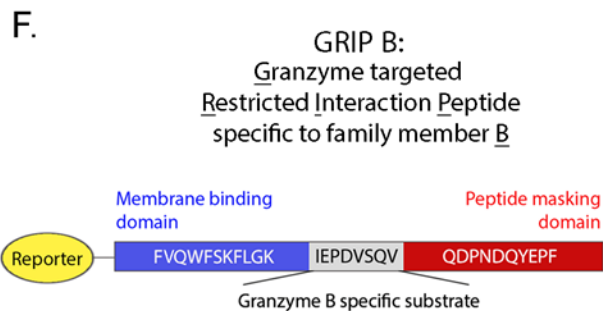 F.
GRIP B:
Granzyme targeted
Restricted Interaction Peptide
specific to family member B
Membrane binding
domain
Peptide masking
domain
Reporter
FVQWFSKFLGK
IEPDVSQV
QDPNDQYEPF
Granzyme B specific substrate